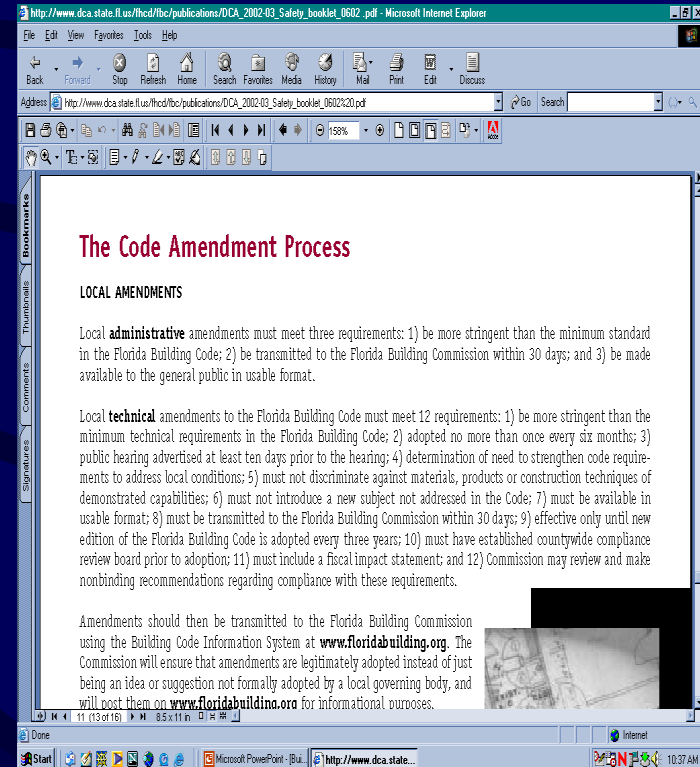 http://www.dca.state.fl.us/fhcd/fbc/publications/DCA_2002-03_Safety_booklet_0602 .pdf - Microsoft Internet Explorer
File Edit View Favorites Tools Help
Back Forward Stop Refresh Home Search Favorites Media History Mail Print Edit Discuss
Address http://www.dca.state.fl.us/fhcd/fbc/publications/DCA_2002-03_Safety_booklet_0602%20.pdf Go Search
158% Adobe
Bookmarks
Thumbnails
Comments
Signatures
The Code Amendment Process
LOCAL AMENDMENTS
Local administrative amendments must meet three requirements: 1) be more stringent than the minimum standard
in the Florida Building Code; 2) be transmitted to the Florida Building Commission within 30 days; and 3) be made
available to the general public in usable format.
Local technical amendments to the Florida Building Code must meet 12 requirements: 1) be more stringent than the
minimum technical requirements in the Florida Building Code; 2) adopted no more than once every six months; 3)
public hearing advertised at least ten days prior to the hearing; 4) determination of need to strengthen code require-
ments to address local conditions; 5) must not discriminate against materials, products or construction techniques of
demonstrated capabilities; 6) must not introduce a new subject not addressed in the Code; 7) must be available in
usable format; 8) must be transmitted to the Florida Building Commission within 30 days; 9) effective only until new
edition of the Florida Building Code is adopted every three years; 10) must have established countywide compliance
review board prior to adoption; 11) must include a fiscal impact statement; and 12) Commission may review and make
nonbinding recommendations regarding compliance with these requirements.
Amendments should then be transmitted to the Florida Building Commission
using the Building Code Information System at www.floridabuilding.org. The
Commission will ensure that amendments are legitimately adopted instead of just
being an idea or suggestion not formally adopted by a local governing body, and
will post them on www.floridabuilding.org for informational purposes.
11 (13 of 16) 8.5 x 11 in
Done Internet
Start Microsoft PowerPoint - [Bui... http://www.dca.state... 10:37 AM